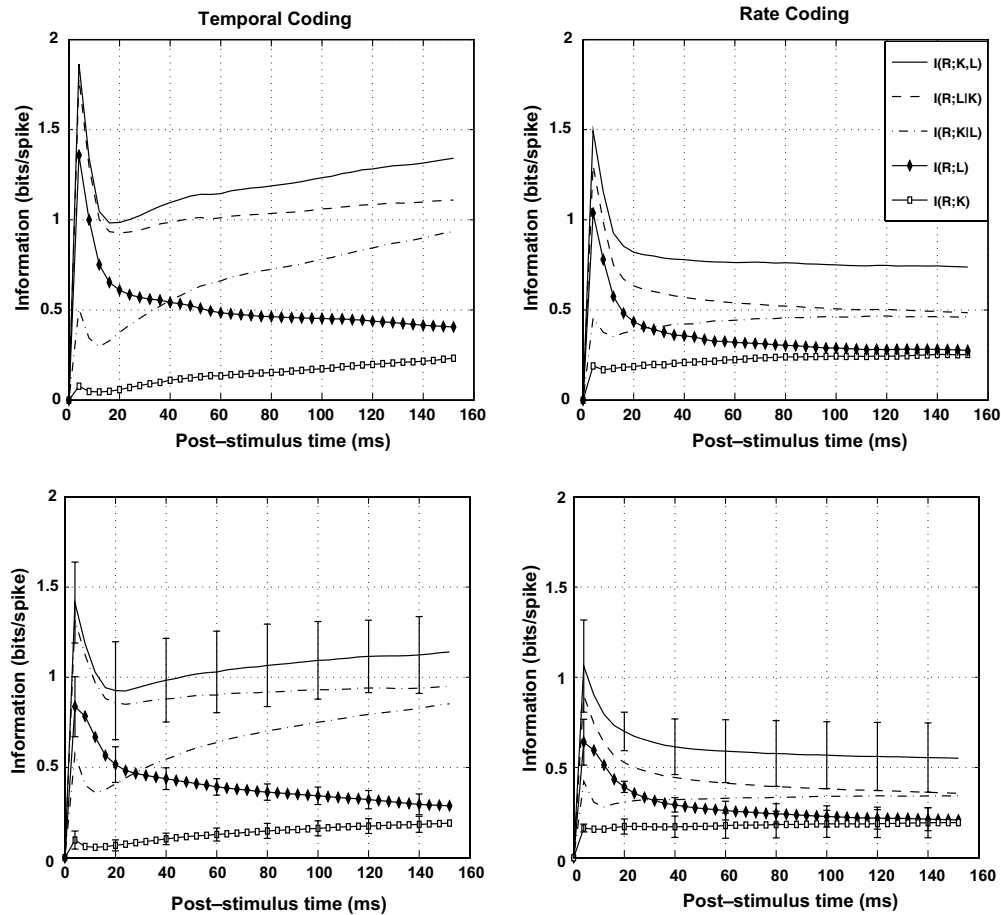 Temporal Coding
Rate Coding
2
1.5
1
0.5
0
Information (bits/spike)
0 20 40 60 80 100 120 140 160
Post–stimulus time (ms)
2
1.5
1
0.5
0
Information (bits/spike)
0 20 40 60 80 100 120 140 160
Post–stimulus time (ms)
I(R;K,L)
I(R;L|K)
I(R;K|L)
I(R;L)
I(R;K)
2
1.5
1
0.5
0
Information (bits/spike)
0 20 40 60 80 100 120 140 160
Post–stimulus time (ms)
2
1.5
1
0.5
0
Information (bits/spike)
0 20 40 60 80 100 120 140 160
Post–stimulus time (ms)